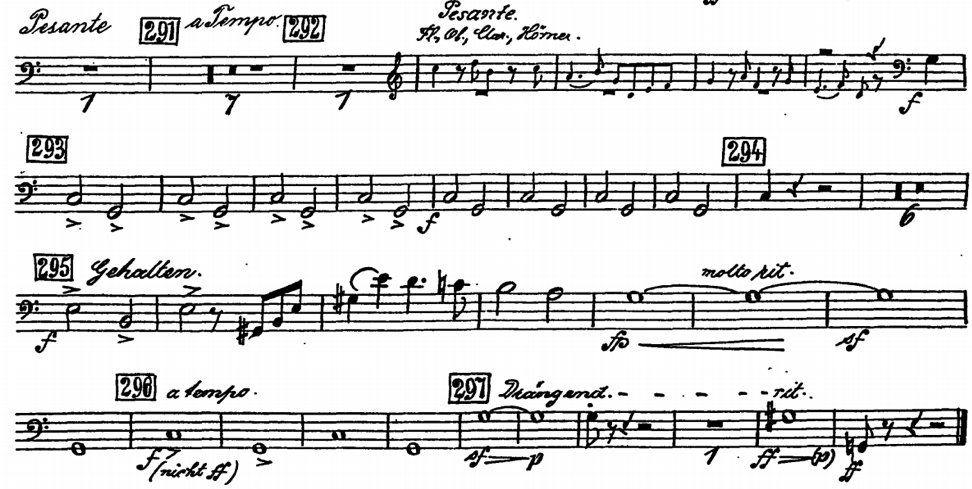 Pesante 291 a Tempo. 292 Pesante.
Fl., Ob., Clar., Hörner.
1 7 1 f
293 294
f 6
295 Gehalten. molto rit.
f fp sf
296 a tempo. 297 Drängend. - - - - - rit.
f (nicht ff) sf p 1 ff (p) ff